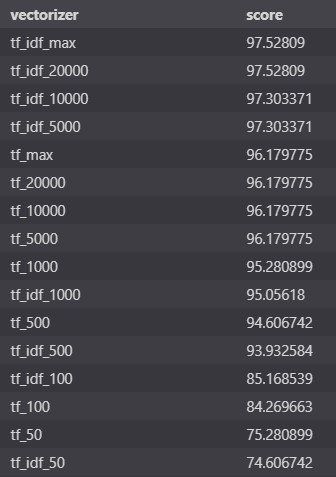 vectorizer score
tf_idf_max 97.52809
tf_idf_20000 97.52809
tf_idf_10000 97.303371
tf_idf_5000 97.303371
tf_max 96.179775
tf_20000 96.179775
tf_10000 96.179775
tf_5000 96.179775
tf_1000 95.280899
tf_idf_1000 95.05618
tf_500 94.606742
tf_idf_500 93.932584
tf_idf_100 85.168539
tf_100 84.269663
tf_50 75.280899
tf_idf_50 74.606742